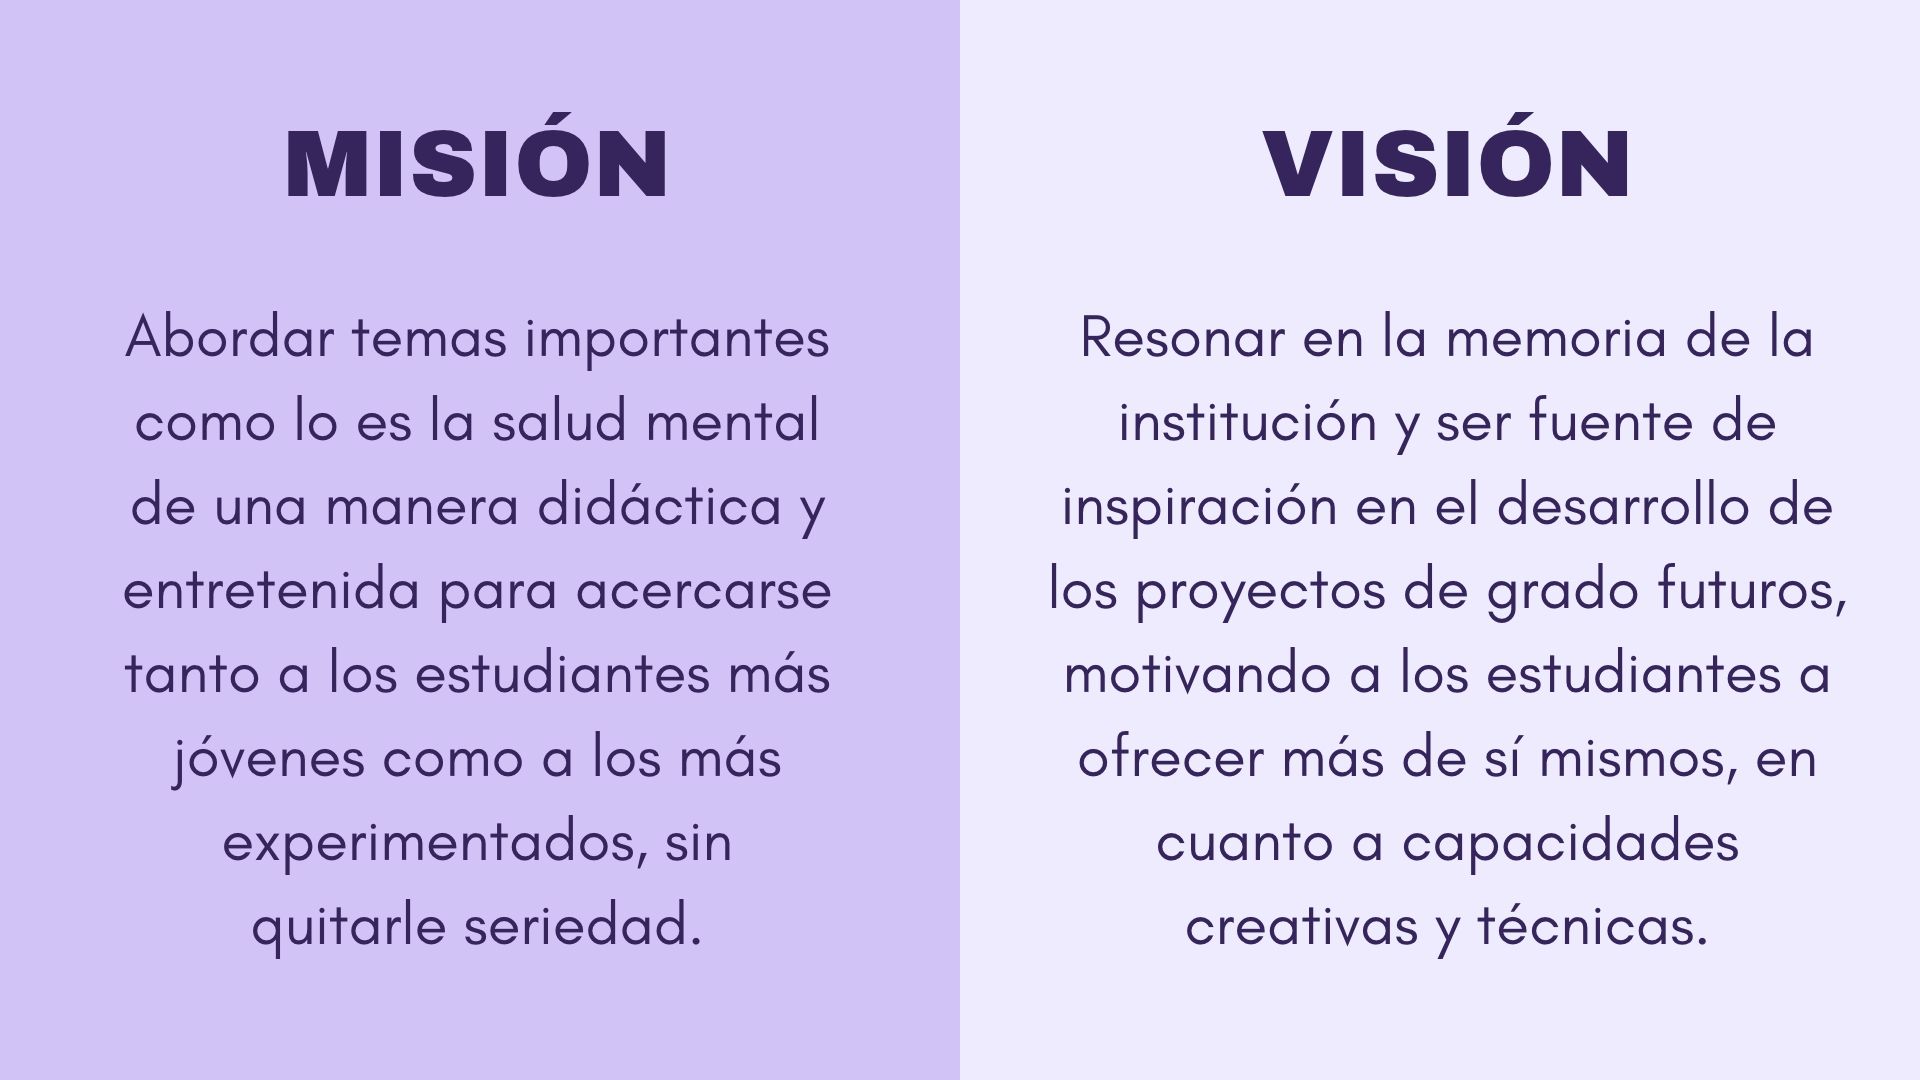 MISIÓN
Abordar temas importantes
como lo es la salud mental
de una manera didáctica y
entretenida para acercarse
tanto a los estudiantes más
jóvenes como a los más
experimentados, sin
quitarle seriedad.
VISIÓN
Resonar en la memoria de la
institución y ser fuente de
inspiración en el desarrollo de
los proyectos de grado futuros,
motivando a los estudiantes a
ofrecer más de sí mismos, en
cuanto a capacidades
creativas y técnicas.